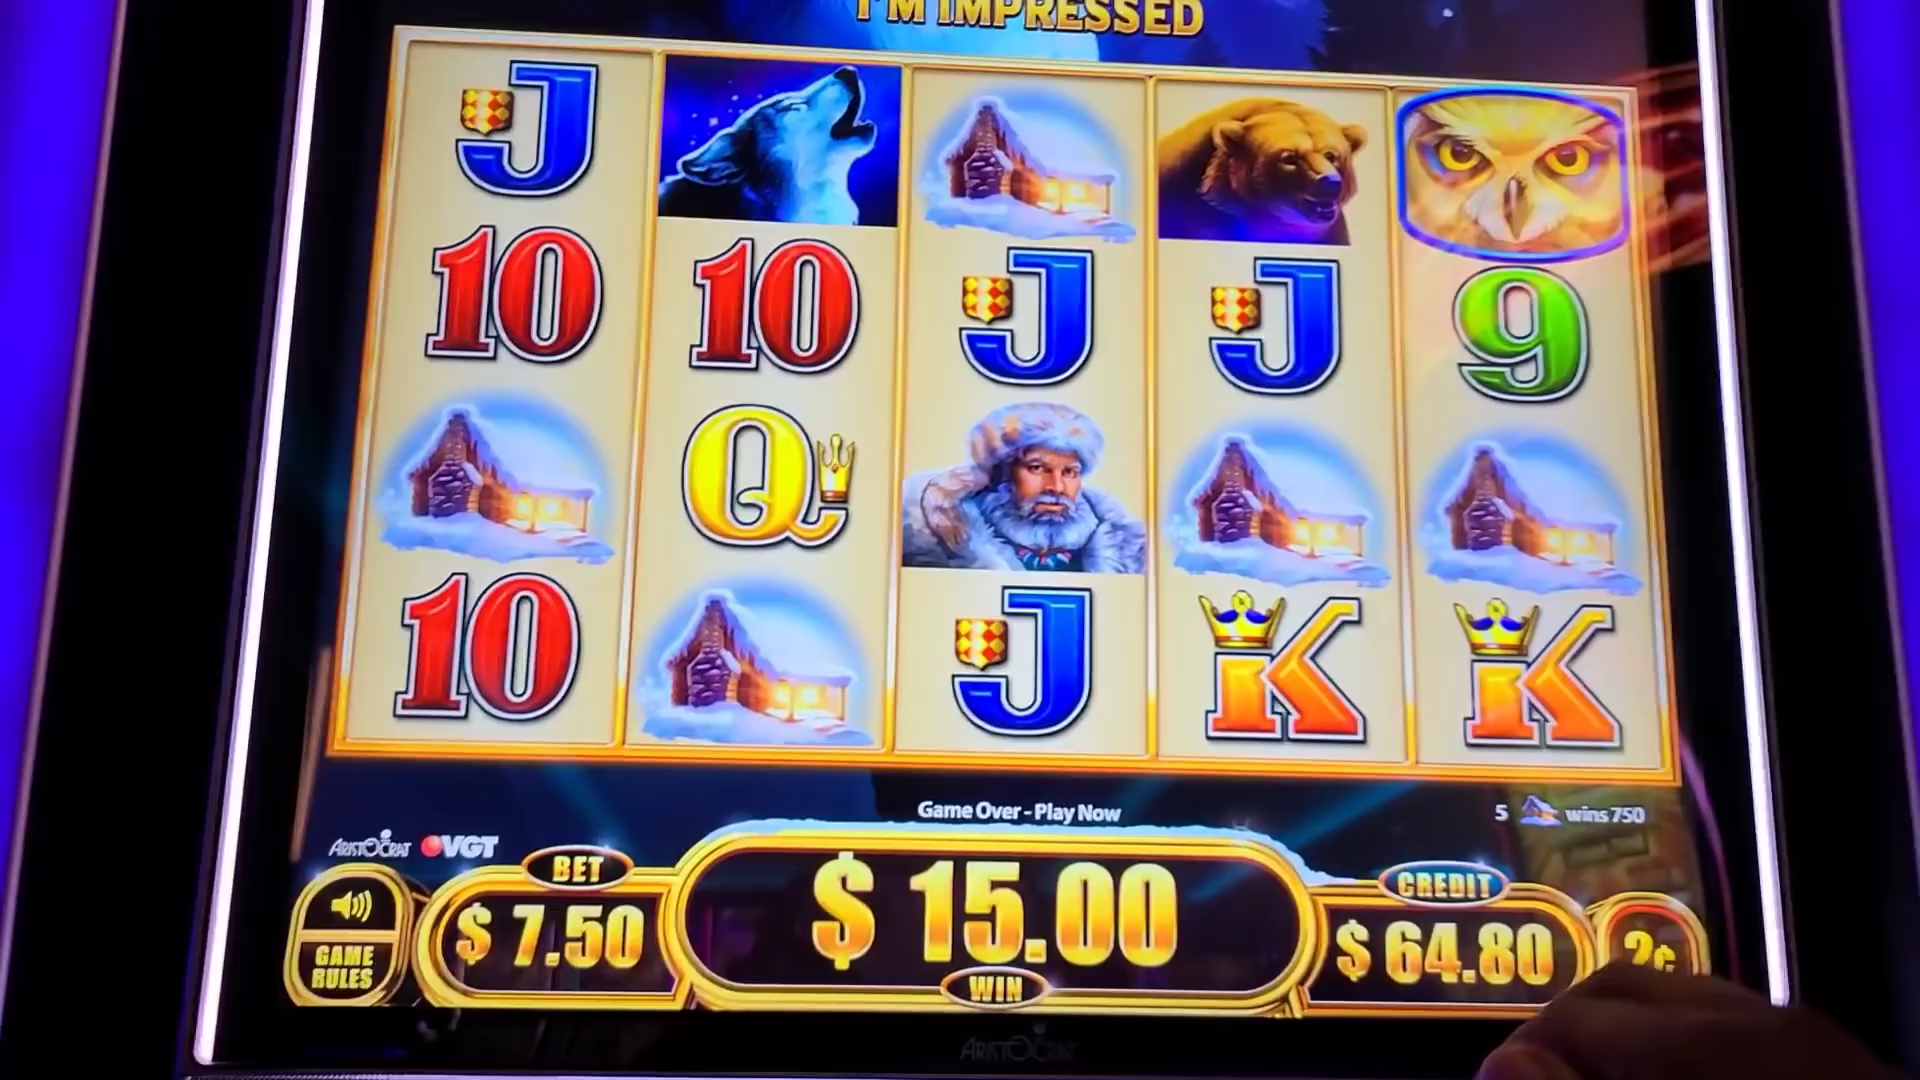 I'M IMPRESSED
J
10 10 J J 9
Q
10 J K K
Game Over - Play Now
5 wins 750
ARISTOCRAT VGT
BET
$ 7.50
GAME
RULES
$ 15.00
WIN
CREDIT
$ 64.80
2¢
ARISTOCRAT